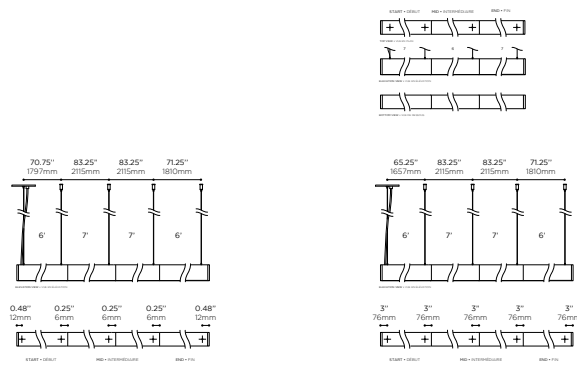 START • DÉBUT MID • INTERMÉDIAIRE END • FIN
7 8 7
70.75" 83.25" 83.25" 71.25"
1797mm 2115mm 2115mm 1810mm
6' 7' 7' 6'
0.48" 0.25" 0.25" 0.25" 0.48"
12mm 6mm 6mm 6mm 12mm
START • DÉBUT MID • INTERMÉDIAIRE END • FIN
65.25" 83.25" 83.25" 71.25"
1657mm 2115mm 2115mm 1810mm
6' 7' 7' 6'
3" 3" 3" 3" 3"
76mm 76mm 76mm 76mm 76mm
START • DÉBUT MID • INTERMÉDIAIRE END • FIN